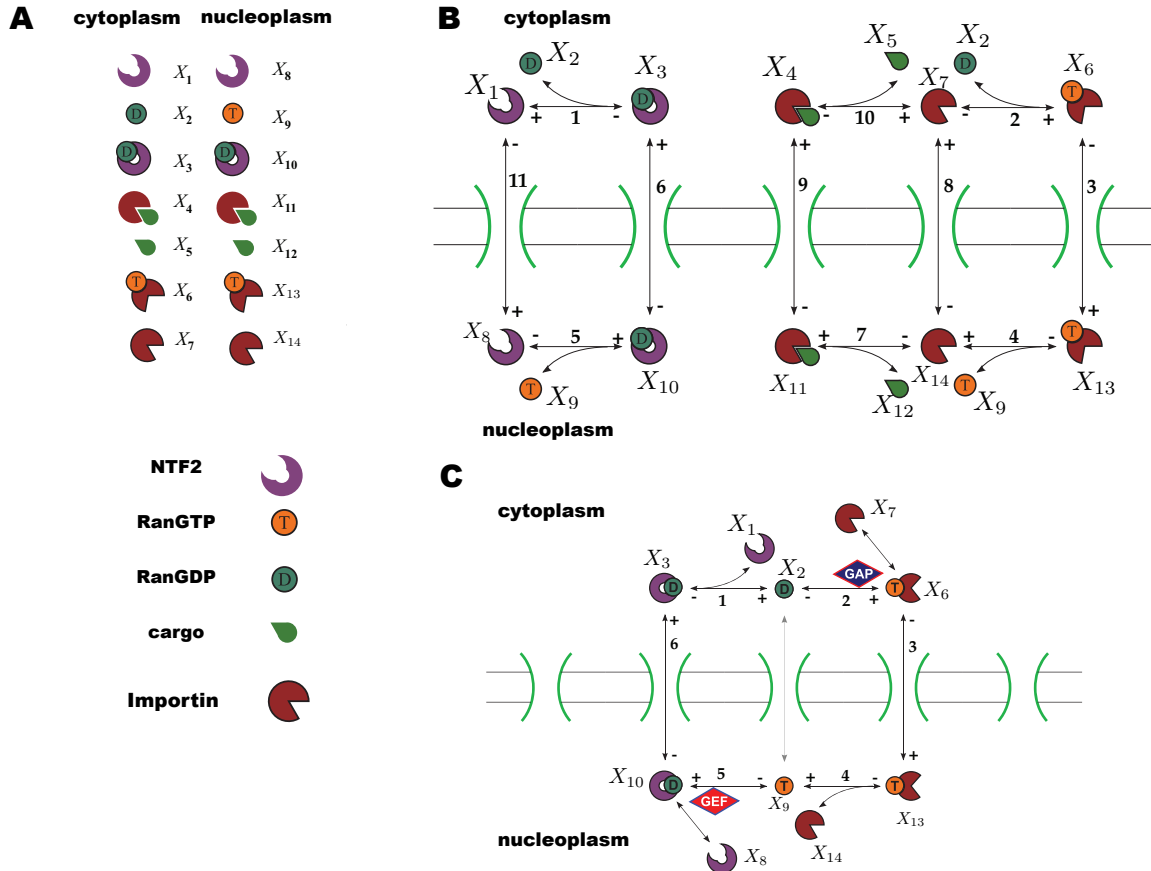 A
cytoplasm nucleoplasm
X1 X8
D X2 T X9
D X3 D X10
X4 X11
X5 X12
T X6 T X13
X7 X14
NTF2
RanGTP T
RanGDP D
cargo
Importin
B
cytoplasm
X1 D X2 D X3 X4 X5 X7 D X2 T X6
+ 1 - - 10 + - 2 +
- + + + -
11 6 9 8 3
+ - - - +
X8 - 5 + D + 7 - + 4 - T
T X9 X10 X11 X12 X14 T X9 X13
nucleoplasm
C
cytoplasm
X7
X1
X3 X2 GAP
D D T X6
- 1 + - 2 +
+ -
6 3
- +
X10 D + 5 - T + 4 - T
GEF X9 X13
nucleoplasm X8 X14